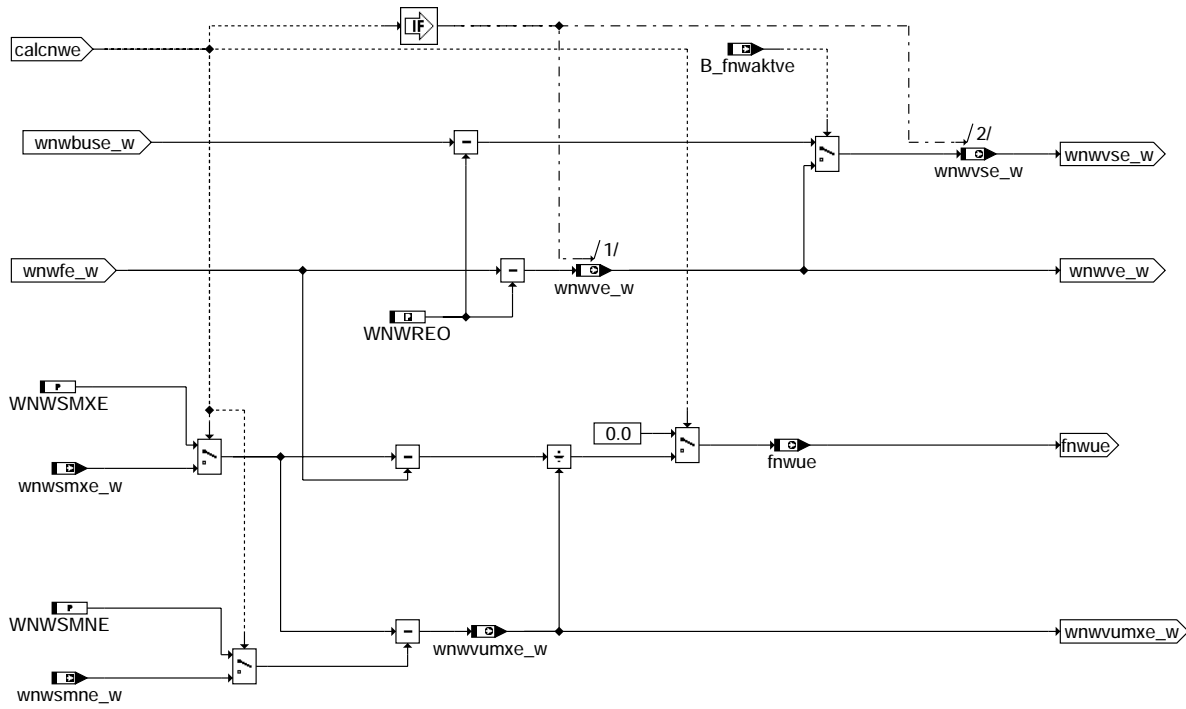 IF
calcnwe
B_fnwaktve
wnwbuse_w
/2/
wnwvse_w
wnwvse_w
/1/
wnwfe_w
wnwve_w
wnwve_w
WNWREO
P
WNWSMXE
0.0
fnwue
fnwue
wnwsmxe_w
P
WNWSMNE
wnwvumxe_w
wnwvumxe_w
wnwsmne_w